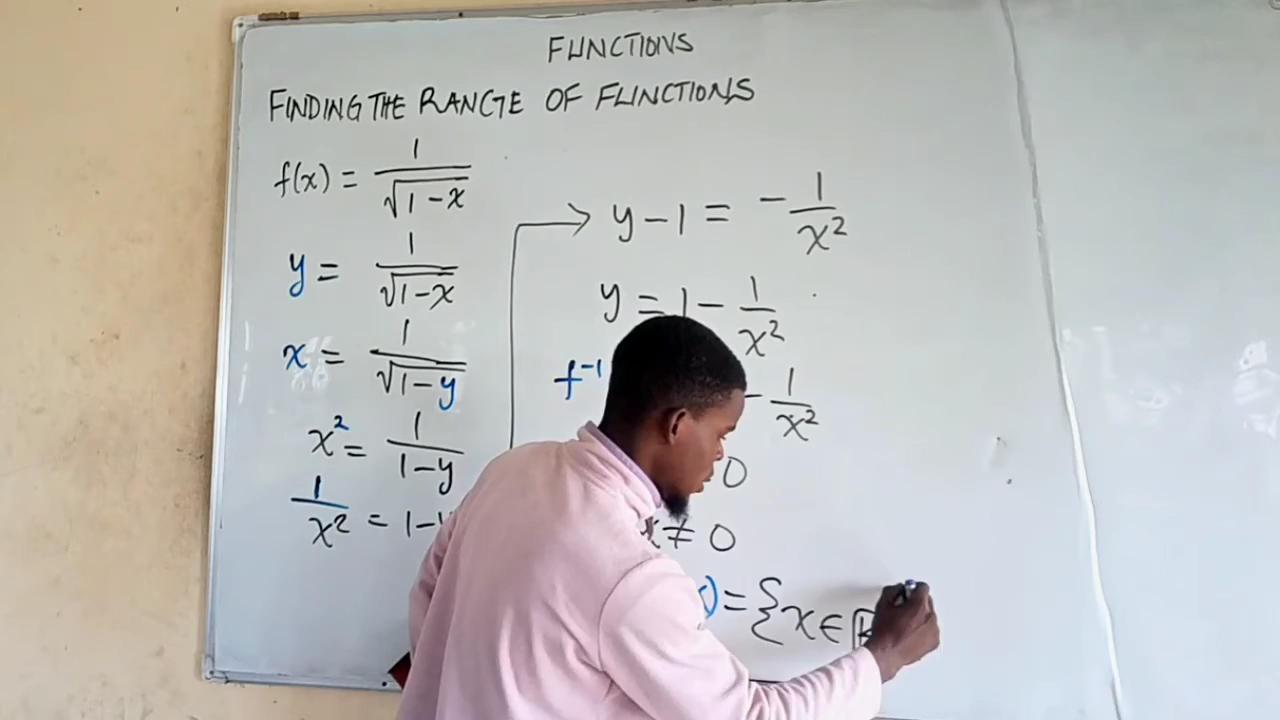 FUNCTIONS
FINDING THE RANGE OF FUNCTIONS
f(x) = 1/√(1-x)
y = 1/√(1-x)
x = 1/√(1-y)
x² = 1/(1-y)
1/x² = 1-
y-1 = -1/x²
y = 1 - 1/x²
f⁻¹ - 1/x²
0
x ≠ 0
) = {x ∈ ℝ